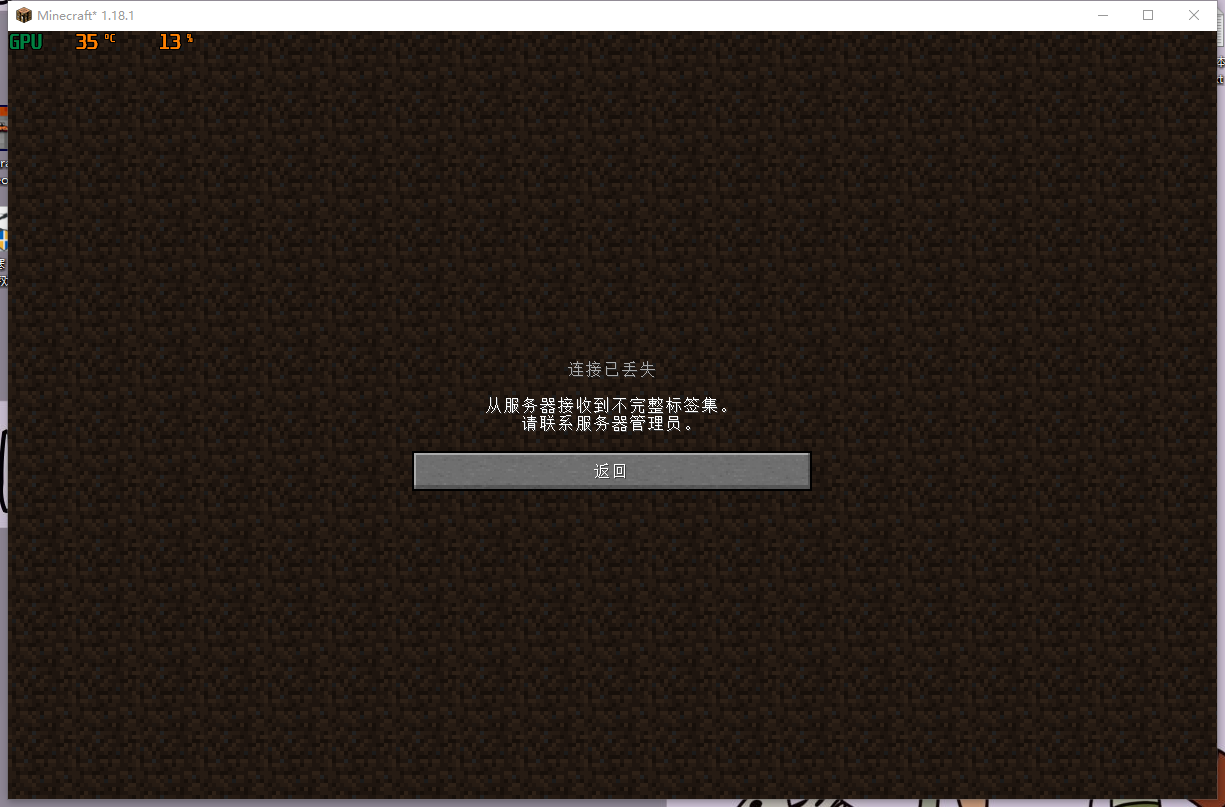 Minecraft* 1.18.1
GPU 35 °C 13 %
连接已丢失
从服务器接收到不完整标签集。
请联系服务器管理员。
返回